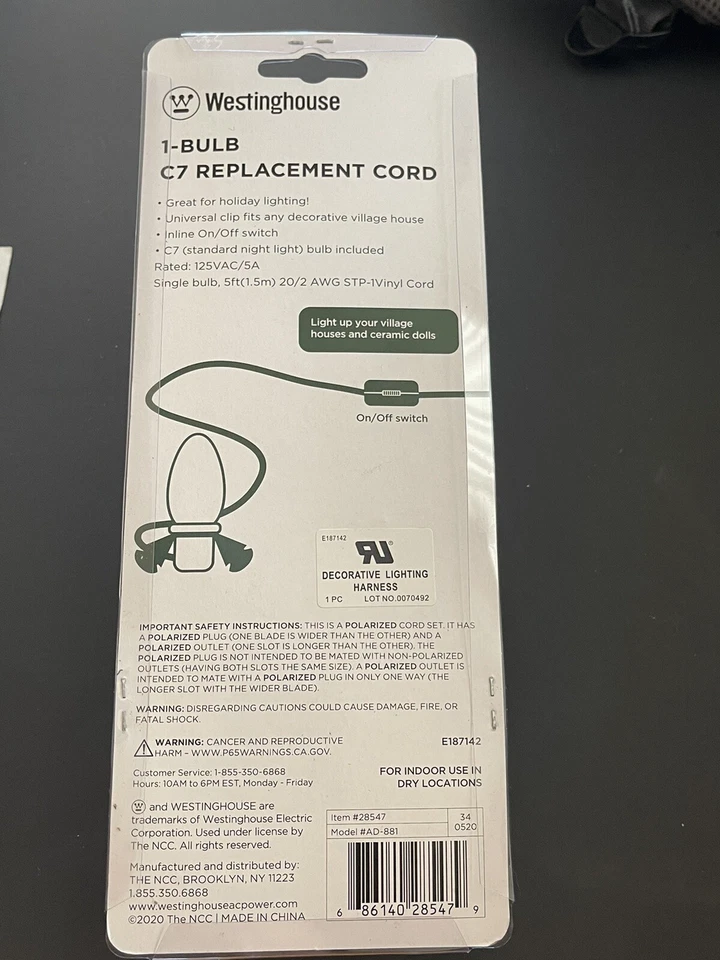 Westinghouse
1-BULB
C7 REPLACEMENT CORD
• Great for holiday lighting!
• Universal clip fits any decorative village house
• Inline On/Off switch
• C7 (standard night light) bulb included
Rated: 125VAC/5A
Single bulb, 5ft(1.5m) 20/2 AWG STP-1Vinyl Cord
Light up your village
houses and ceramic dolls
On/Off switch
E187142
RU®
DECORATIVE LIGHTING
HARNESS
1 PC LOT NO.0070492
IMPORTANT SAFETY INSTRUCTIONS: THIS IS A POLARIZED CORD SET. IT HAS
A POLARIZED PLUG (ONE BLADE IS WIDER THAN THE OTHER) AND A
POLARIZED OUTLET (ONE SLOT IS LONGER THAN THE OTHER). THE
POLARIZED PLUG IS NOT INTENDED TO BE MATED WITH NON-POLARIZED
OUTLETS (HAVING BOTH SLOTS THE SAME SIZE). A POLARIZED OUTLET IS
INTENDED TO MATE WITH A POLARIZED PLUG IN ONLY ONE WAY (THE
LONGER SLOT WITH THE WIDER BLADE).
WARNING: DISREGARDING CAUTIONS COULD CAUSE DAMAGE, FIRE, OR
FATAL SHOCK.
WARNING: CANCER AND REPRODUCTIVE
HARM – WWW.P65WARNINGS.CA.GOV.
E187142
Customer Service: 1-855-350-6868
Hours: 10AM to 6PM EST, Monday - Friday
FOR INDOOR USE IN
DRY LOCATIONS
W and WESTINGHOUSE are
trademarks of Westinghouse Electric
Corporation. Used under license by
The NCC. All rights reserved.
Item #28547
Model #AD-881
34
0520
Manufactured and distributed by:
THE NCC, BROOKLYN, NY 11223
1.855.350.6868
www.westinghouseacpower.com
©2020 The NCC | MADE IN CHINA
6 86140 28547 9